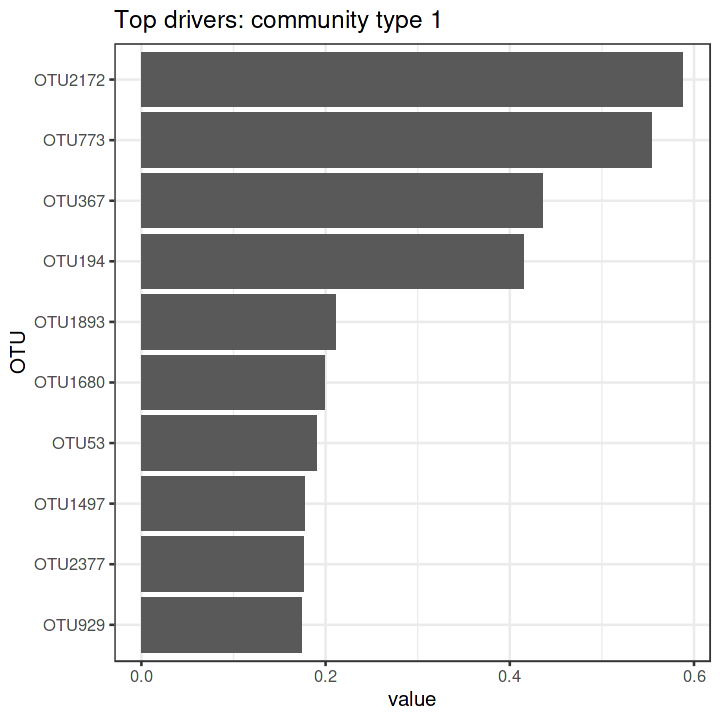 Top drivers: community type 1
OTU2172
OTU773
OTU367
OTU194
OTU1893
OTU1680
OTU53
OTU1497
OTU2377
OTU929
OTU
0.0 0.2 0.4 0.6
value